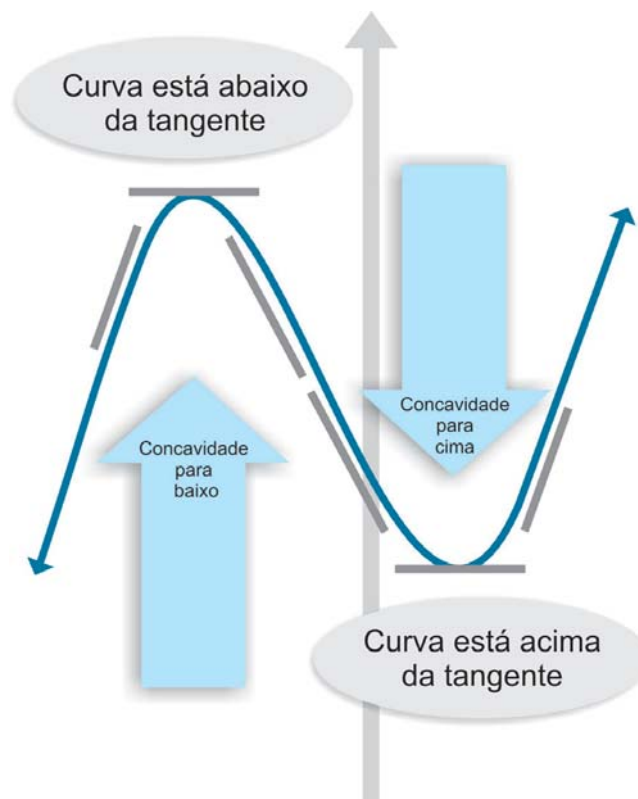 Curva está abaixo
da tangente
Concavidade
para
cima
Concavidade
para
baixo
Curva está acima
da tangente